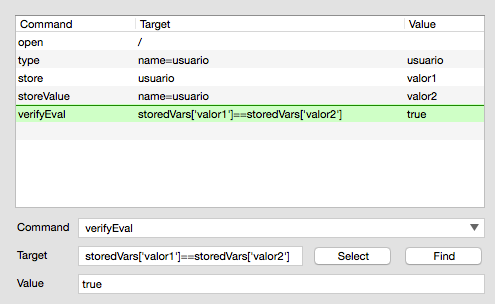 Command Target Value
open /
type name=usuario usuario
store usuario valor1
storeValue name=usuario valor2
verifyEval storedVars['valor1']==storedVars['valor2'] true
Command verifyEval
Target storedVars['valor1']==storedVars['valor2'] Select Find
Value true